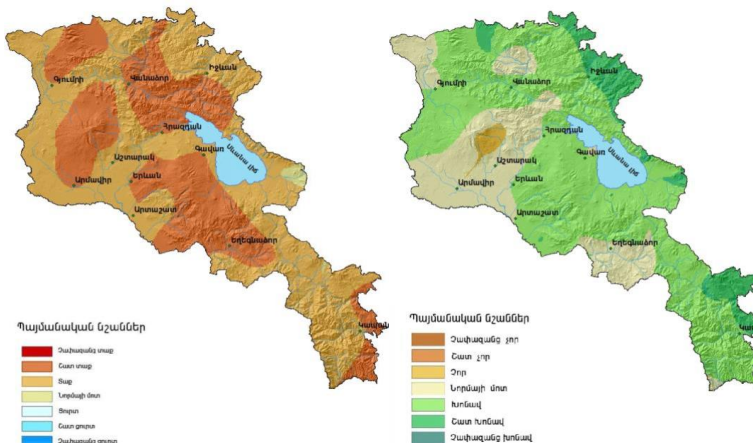 Գյումրի
Վանաձոր
Իջևան
Հրազդան
Սևանա լիճ
Գավառ
Աշտարակ
Արմավիր
Երևան
Արտաշատ
Եղեգնաձոր
Կապան
Պայմանական նշաններ
Չափազանց տաք
Շատ տաք
Տաք
Նորմայի մոտ
Ցուրտ
Շատ ցուրտ
Չափազանց ցուրտ
Իջևան
Վանաձոր
Գյումրի
Հրազդան
Սևանա լիճ
Գավառ
Աշտարակ
Արմավիր
Երևան
Արտաշատ
Եղեգնաձոր
Պայմանական նշաններ
Չափազանց չոր
Շատ չոր
Չոր
Նորմայի մոտ
Խոնավ
Շատ խոնավ
Չափազանց խոնավ